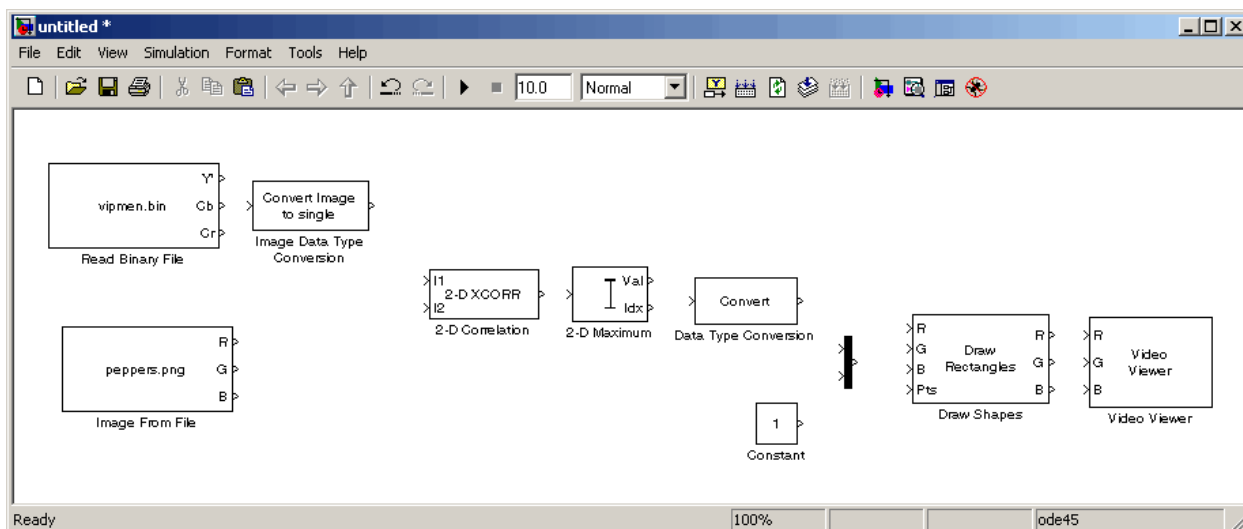 untitled *
File Edit View Simulation Format Tools Help
10.0 Normal
Y'
vipmen.bin Cb
Cr
Read Binary File
Convert Image
to single
Image Data Type
Conversion
I1
2-D XCORR
I2
2-D Correlation
Val
Idx
2-D Maximum
Convert
Data Type Conversion
R
peppers.png G
B
Image From File
1
Constant
R R
G Draw
B Rectangles G
Pts B
Draw Shapes
R
G Video
Viewer
B
Video Viewer
Ready 100% ode45